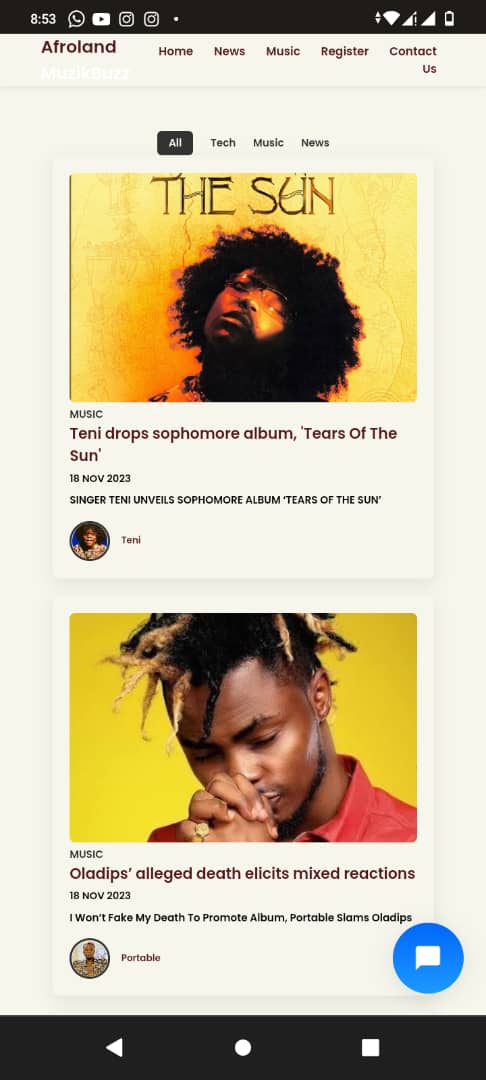 8:53
Afroland
MuzikBuzz
Home News Music Register Contact
Us
All Tech Music News
THE SUN
MUSIC
Teni drops sophomore album, 'Tears Of The
Sun'
18 NOV 2023
SINGER TENI UNVEILS SOPHOMORE ALBUM ‘TEARS OF THE SUN’
Teni
MUSIC
Oladips’ alleged death elicits mixed reactions
18 NOV 2023
I Won’t Fake My Death To Promote Album, Portable Slams Oladips
Portable